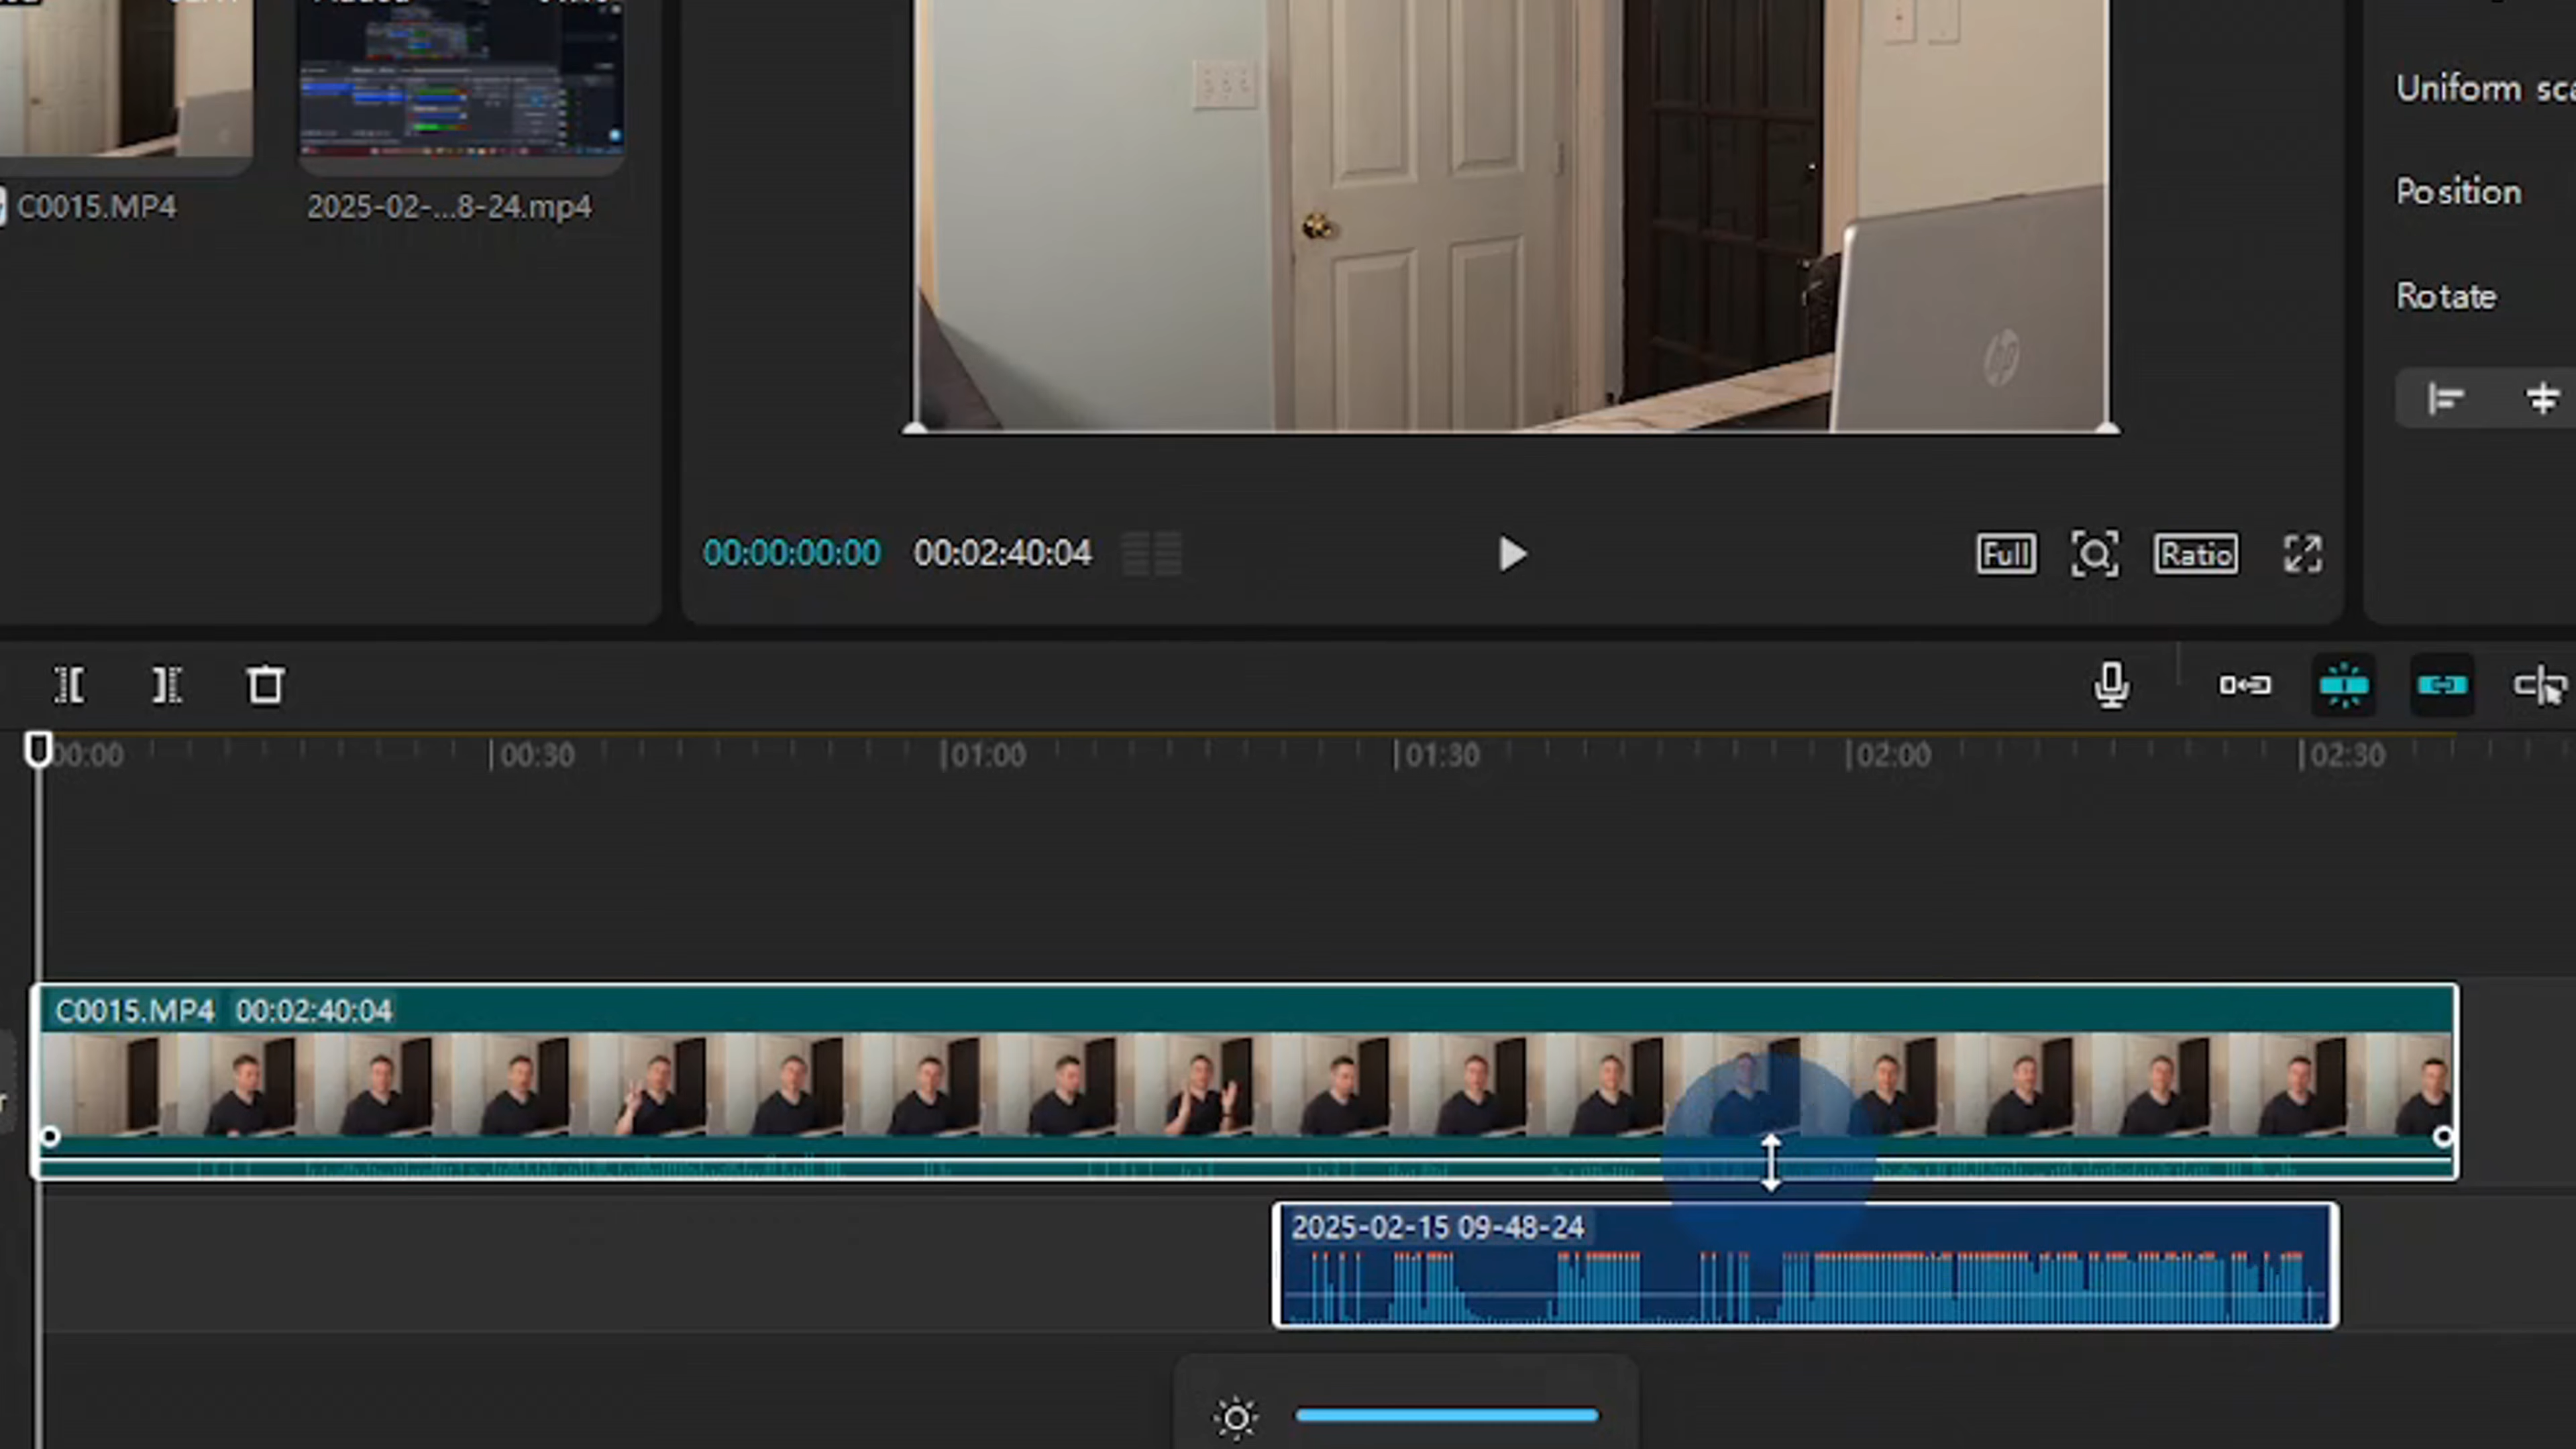 Uniform
Position
C0015.MP4
2025-02-...8-24.mp4
Rotate
hp
00:00:00:00 00:02:40:04
Full
Ratio
00:00 00:30 01:00 01:30 02:00 02:30
C0015.MP4 00:02:40:04
2025-02-15 09-48-24